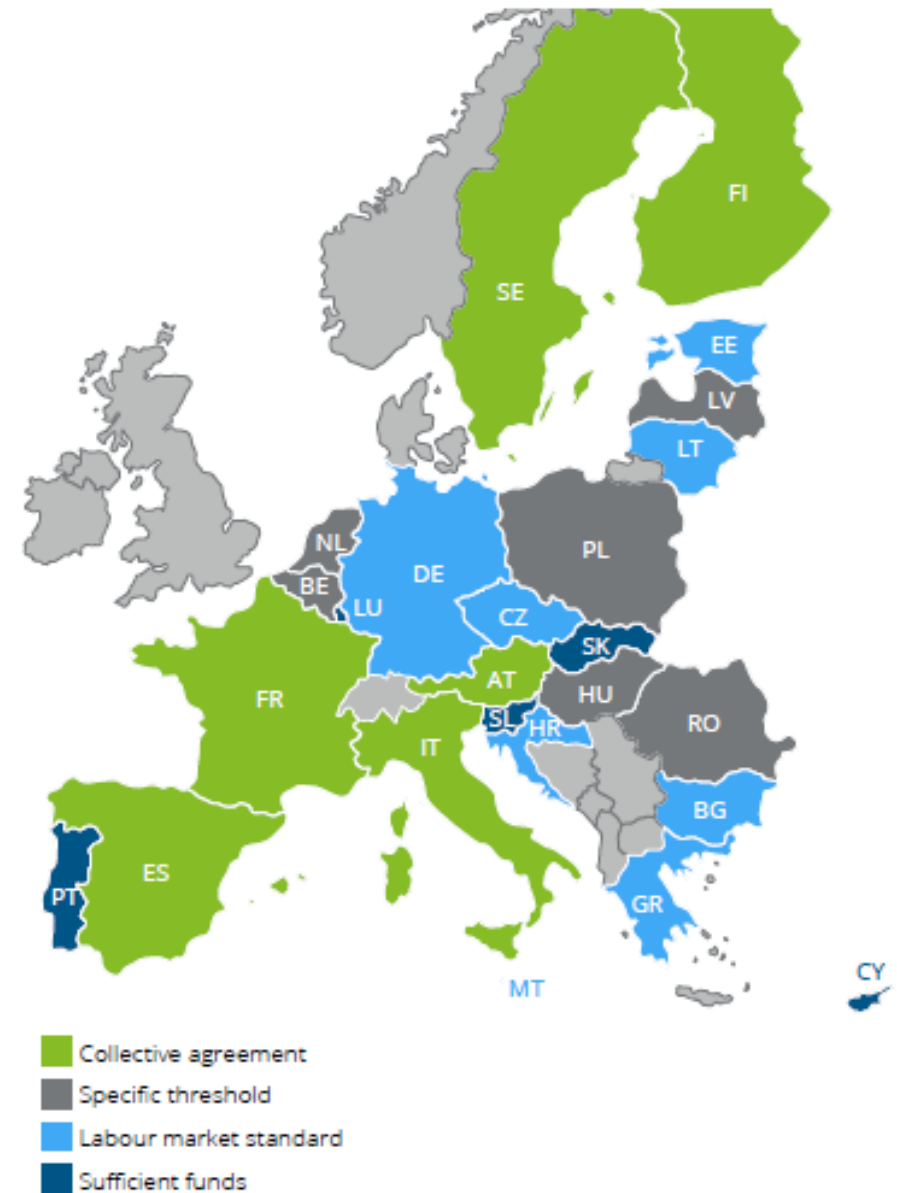 FI
SE
EE
LV
LT
NL
PL
DE
BE
LU
CZ
SK
AT
HU
FR
SL
RO
HR
IT
BG
ES
PT
GR
CY
MT
Collective agreement
Specific threshold
Labour market standard
Sufficient funds